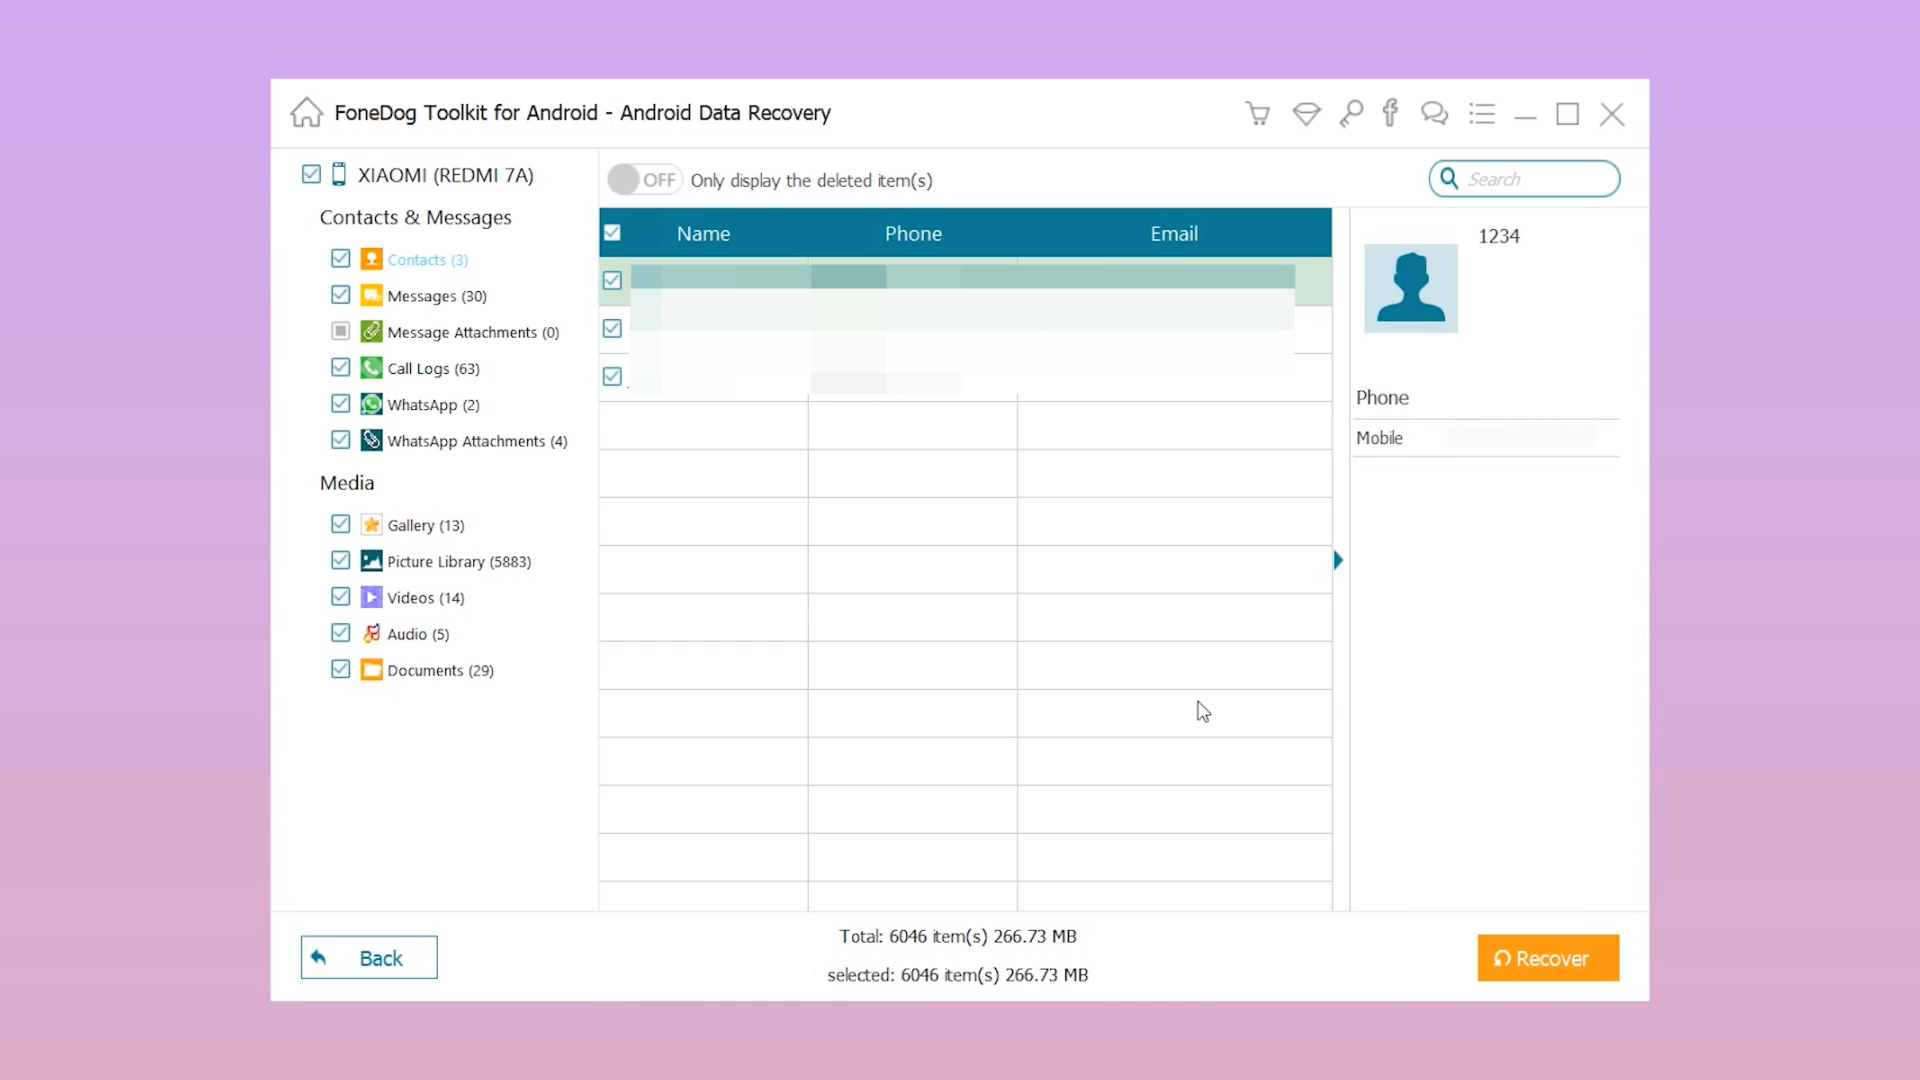 FoneDog Toolkit for Android - Android Data Recovery
XIAOMI (REDMI 7A)
OFF Only display the deleted item(s)
Search
Contacts & Messages
Contacts (3)
Messages (30)
Message Attachments (0)
Call Logs (63)
WhatsApp (2)
WhatsApp Attachments (4)
Media
Gallery (13)
Picture Library (5883)
Videos (14)
Audio (5)
Documents (29)
Name Phone Email
1234
Phone
Mobile
Back
Total: 6046 item(s) 266.73 MB
selected: 6046 item(s) 266.73 MB
Recover